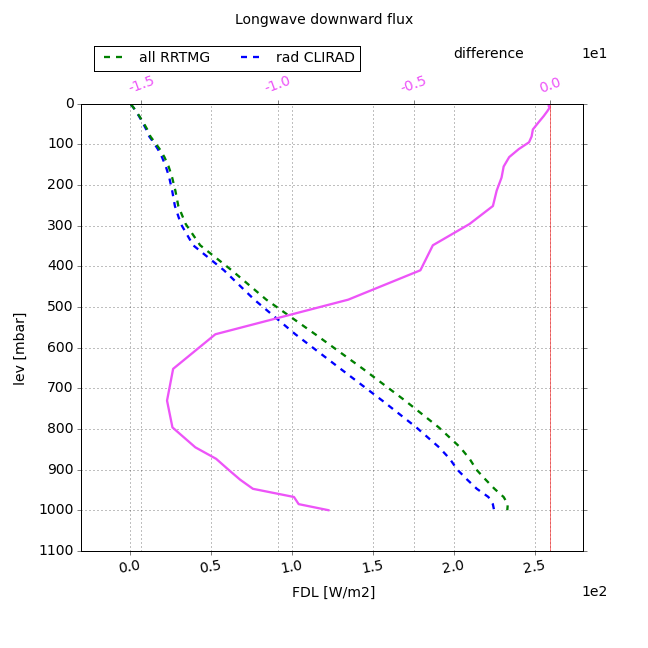 Longwave downward flux
all RRTMG rad CLIRAD difference 1e1
-1.5 -1.0 -0.5 0.0
0
100
200
300
400
500
600
700
800
900
1000
1100
lev [mbar]
0.0 0.5 1.0 1.5 2.0 2.5
FDL [W/m2] 1e2